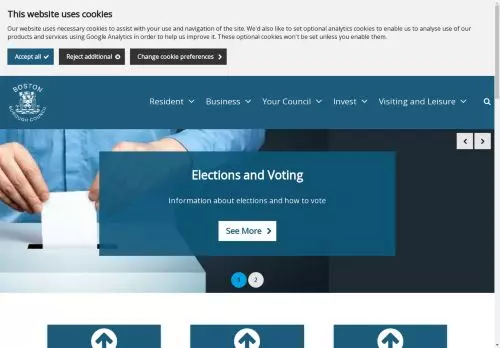 This website uses cookies
Our website uses necessary cookies to assist with your use and navigation of the site. We'd also like to set optional analytics cookies to enable us to analyse use of our
products and services using Google Analytics in order to help us improve it. These optional cookies won't be set unless you enable them.
Accept all
Reject additional
Change cookie preferences
BOSTON
BOROUGH COUNCIL
Resident
Business
Your Council
Invest
Visiting and Leisure
Elections and Voting
Information about elections and how to vote
See More
1
2